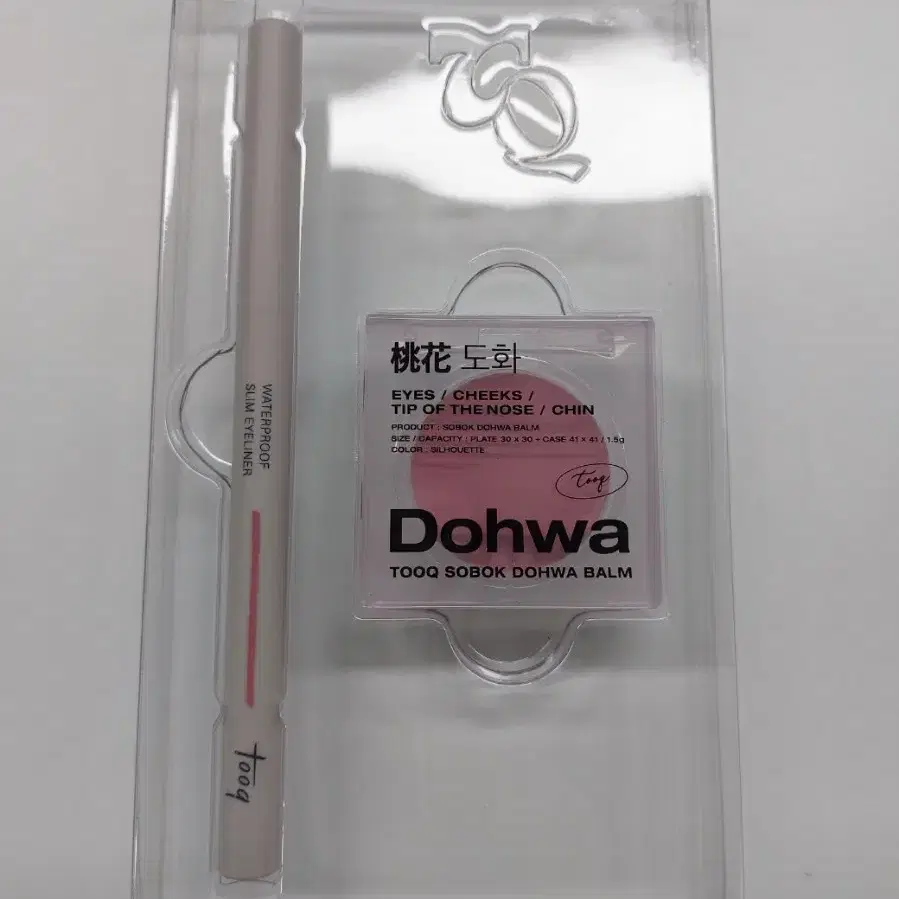 TOOQ
WATERPROOF
SLIM EYELINER
tooq
桃花 도화
EYES / CHEEKS /
TIP OF THE NOSE / CHIN
PRODUCT : SOBOK DOHWA BALM
SIZE / CAPACITY : PLATE 30 X 30 + CASE 41 X 41 / 1.5g
COLOR : SILHOUETTE
tooq
Dohwa
TOOQ SOBOK DOHWA BALM